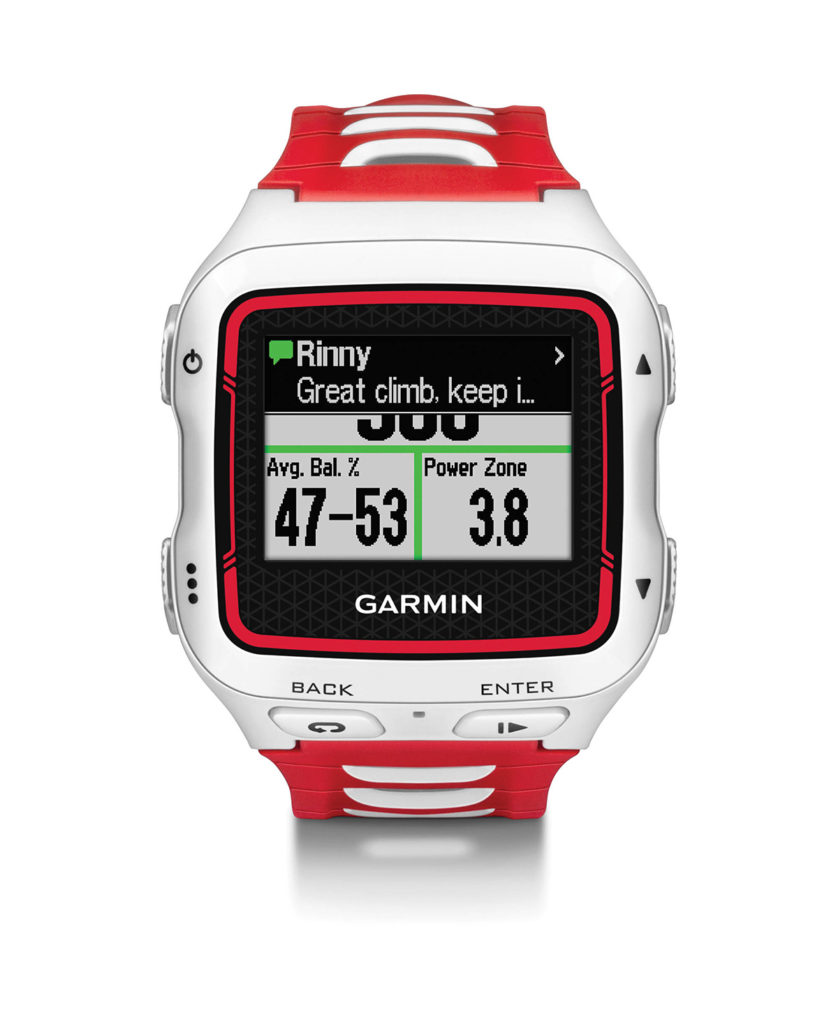 Rinny
Great climb, keep i...
Avg. Bal. %
Power Zone
47-53
3.8
GARMIN
BACK
ENTER